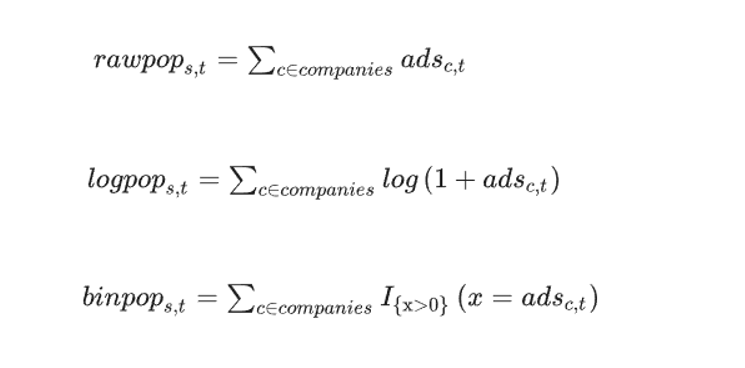 rawpop_{s,t} = ∑_{c∈companies} ads_{c,t}
logpop_{s,t} = ∑_{c∈companies} log (1 + ads_{c,t})
binpop_{s,t} = ∑_{c∈companies} I_{{x>0}} (x = ads_{c,t})